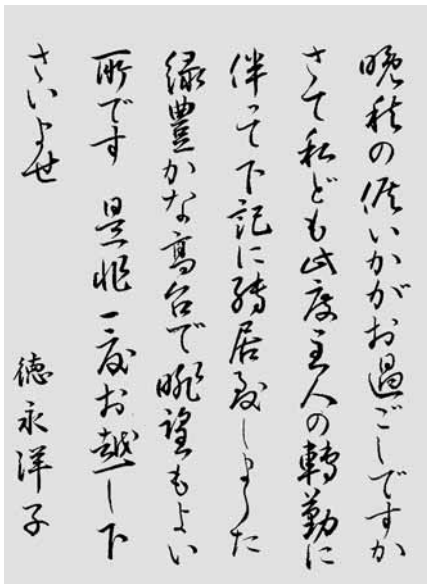 晩秋の候いかがお過ごしですか
さて私ども此度主人の轉勤に
伴って下記に轉居致しました
緑豊かな高台で眺望もよい
所です 是非一度お越し下
さいませ
徳永洋子